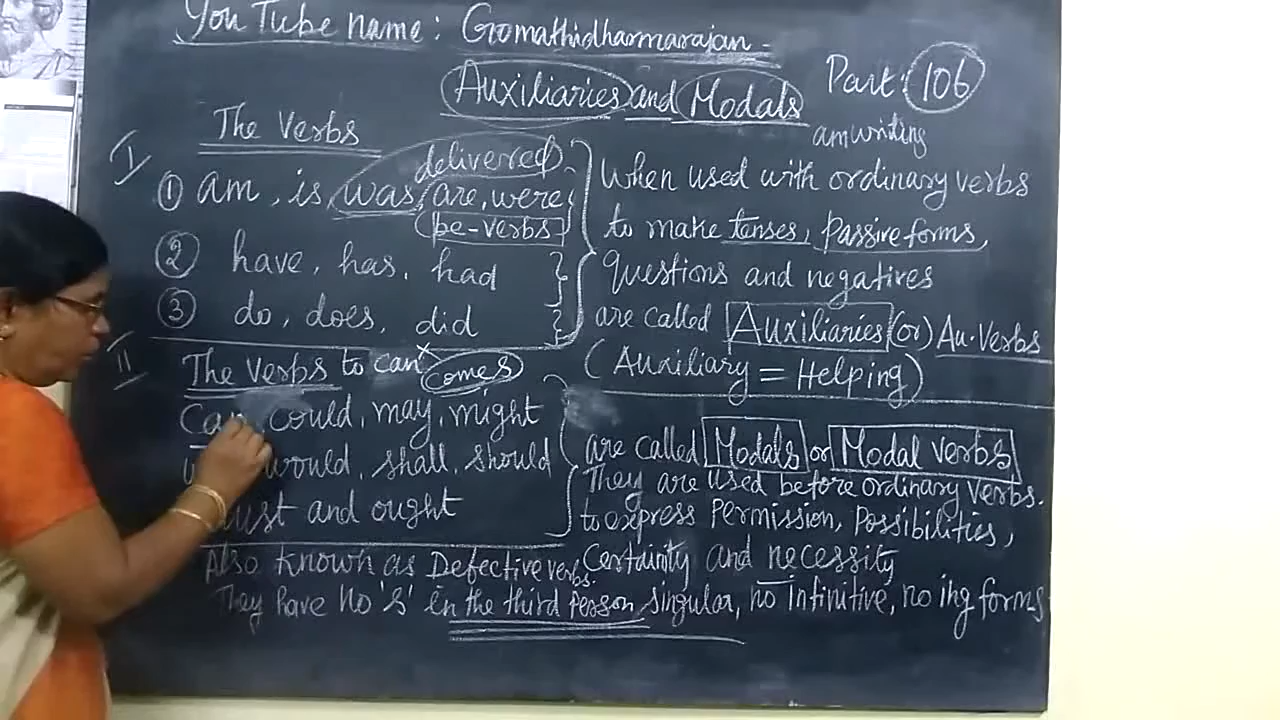 You Tube name: Gomathidharmarajan
Auxiliaries and Modals
Part: 106
The Verbs
am writing
I
delivered
① am, is, was, are, were
(be-verbs)
② have, has, had
③ do, does, did
When used with ordinary verbs
to make tenses, passive forms,
Questions and negatives
are called Auxiliaries (or) Au. Verbs
(Auxiliary = Helping)
II
The verbs to can x comes
Can, could, may, might
would, shall, should
must and ought
are called Modals or Modal verbs
They are used before ordinary verbs.
to express Permission, Possibilities,
Certainity and necessity
Also known as Defective verbs.
They have no 's' in the third person singular, no infinitive, no ing forms